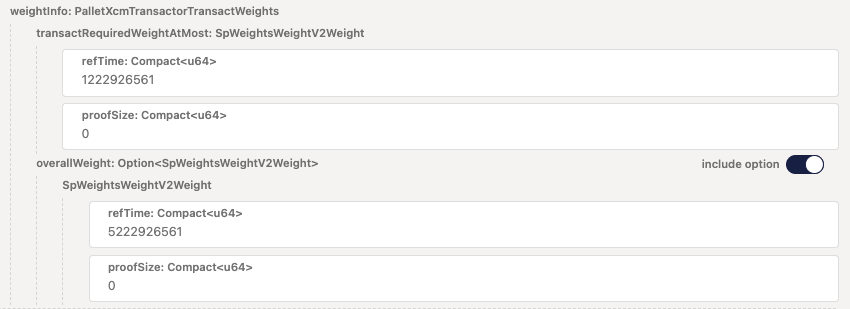 weightInfo: PalletXcmTransactorTransactWeights
transactRequiredWeightAtMost: SpWeightsWeightV2Weight
refTime: Compact<u64>
1222926561
proofSize: Compact<u64>
0
overallWeight: Option<SpWeightsWeightV2Weight>
include option
SpWeightsWeightV2Weight
refTime: Compact<u64>
5222926561
proofSize: Compact<u64>
0